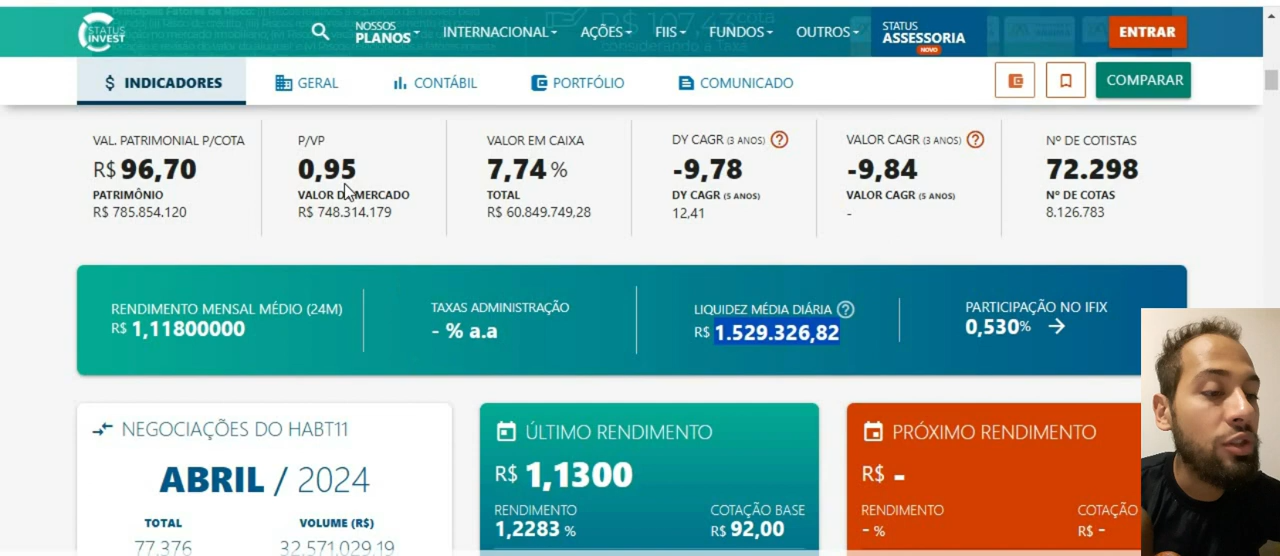 STATUS
INVEST
NOSSOS
PLANOS
INTERNACIONAL
AÇÕES
FIIS
FUNDOS
OUTROS
STATUS
ASSESSORIA
NOVO
ENTRAR
R$ 107,43 cota
considerando a Taxa
$ INDICADORES
GERAL
CONTÁBIL
PORTFÓLIO
COMUNICADO
COMPARAR
VAL. PATRIMONIAL P/COTA
R$ 96,70
PATRIMÔNIO
R$ 785.854.120
P/VP
0,95
VALOR DE MERCADO
R$ 748.314.179
VALOR EM CAIXA
7,74 %
TOTAL
R$ 60.849.749,28
DY CAGR (3 ANOS) ?
-9,78
DY CAGR (5 ANOS)
12,41
VALOR CAGR (3 ANOS) ?
-9,84
VALOR CAGR (5 ANOS)
-
Nº DE COTISTAS
72.298
Nº DE COTAS
8.126.783
RENDIMENTO MENSAL MÉDIO (24M)
R$ 1,11800000
TAXAS ADMINISTRAÇÃO
- % a.a
LIQUIDEZ MÉDIA DIÁRIA ?
R$ 1.529.326,82
PARTICIPAÇÃO NO IFIX
0,530% →
NEGOCIAÇÕES DO HABT11
ABRIL / 2024
TOTAL
77.376
VOLUME (R$)
32.571.029,19
ÚLTIMO RENDIMENTO
R$ 1,1300
RENDIMENTO
1,2283 %
COTAÇÃO BASE
R$ 92,00
PRÓXIMO RENDIMENTO
R$ -
RENDIMENTO
- %
COTAÇÃO
R$ -